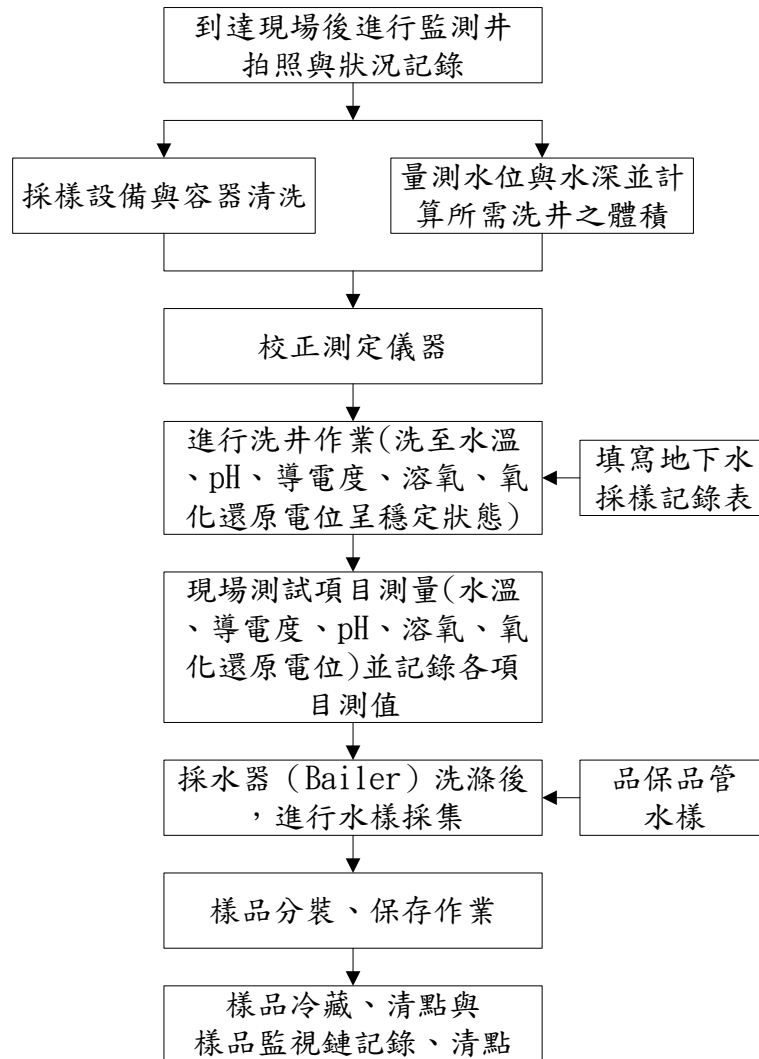 到達現場後進行監測井
拍照與狀況記錄
採樣設備與容器清洗
量測水位與水深並計
算所需洗井之體積
校正測定儀器
進行洗井作業(洗至水溫
、pH、導電度、溶氧、氧
化還原電位呈穩定狀態)
填寫地下水
採樣記錄表
現場測試項目測量(水溫
、導電度、pH、溶氧、氧
化還原電位)並記錄各項
目測值
採水器（Bailer）洗滌後
，進行水樣採集
品保品管
水樣
樣品分裝、保存作業
樣品冷藏、清點與
樣品監視鏈記錄、清點